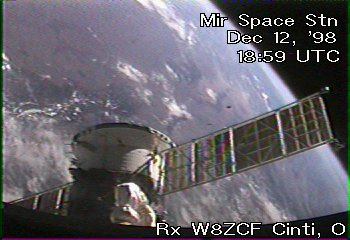 Mir Space Stn
Dec 12, '98
18:59 UTC
Rx W8ZCF Cinti, O